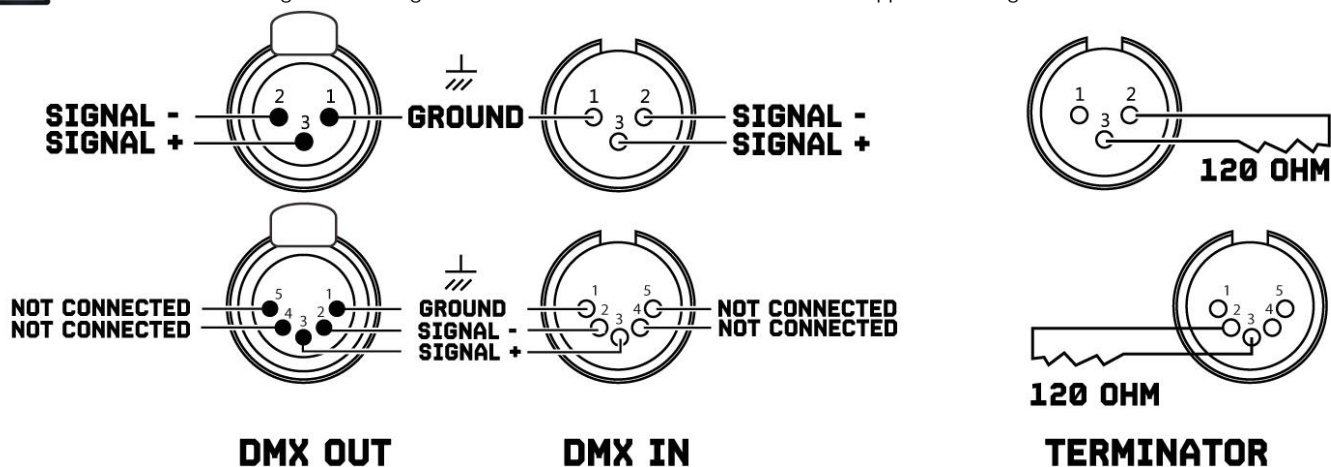 2 1
3
SIGNAL -
SIGNAL +
GROUND
1 2
3
SIGNAL -
SIGNAL +
1 2
3
120 OHM
5 1
4 3 2
NOT CONNECTED
NOT CONNECTED
GROUND
SIGNAL -
SIGNAL +
1 5
2 3 4
NOT CONNECTED
NOT CONNECTED
1 5
2 3 4
120 OHM
DMX OUT
DMX IN
TERMINATOR